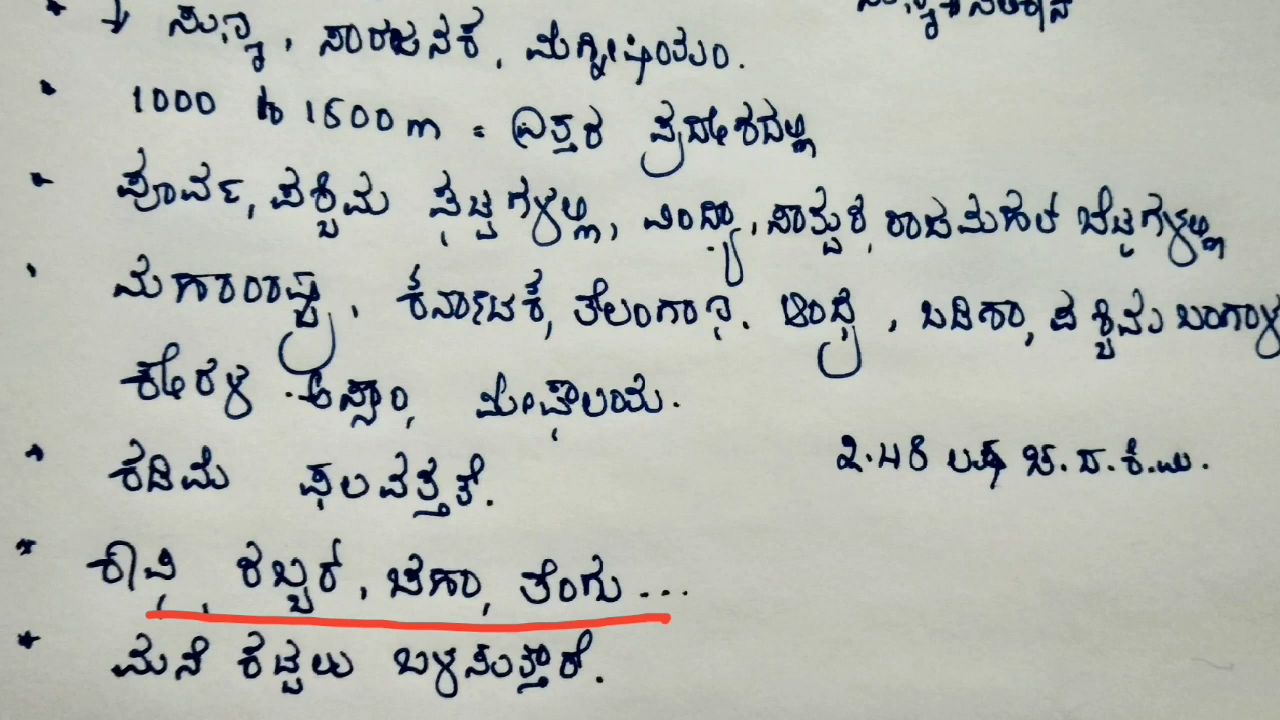 ಸುಣ್ಣ, ಸಾರಜನಕ, ಮೆಗ್ನೀಷಿಯಂ.
1000 to 1500 m = ಎತ್ತರ ಪ್ರದೇಶದಲ್ಲಿ
ಪೂರ್ವ, ಪಶ್ಚಿಮ ಘಟ್ಟಗಳಲ್ಲಿ, ವಿಂದ್ಯಾ, ಸಾತ್ಪುರ, ರಾಜಮಹಲ್ ಬೆಟ್ಟಗಳಲ್ಲಿ
ಮಹಾರಾಷ್ಟ್ರ, ಕರ್ನಾಟಕ, ತೆಲಂಗಾಣ. ಆಂಧ್ರ, ಒಡಿಶಾ, ಪಶ್ಚಿಮ ಬಂಗಾಳ
ಕೇರಳ. ಅಸ್ಸಾಂ, ಮೇಘಾಲಯ.
ಕಡಿಮೆ ಫಲವತ್ತತೆ.
2.48 ಲಕ್ಷ ಚ.ದ.ಕಿ.ಮಿ.
* ಕಾಫಿ, ರಬ್ಬರ್, ಚಹಾ, ತೆಂಗು...
* ಮನೆ ಕಟ್ಟಲು ಬಳಸುತ್ತಾರೆ.